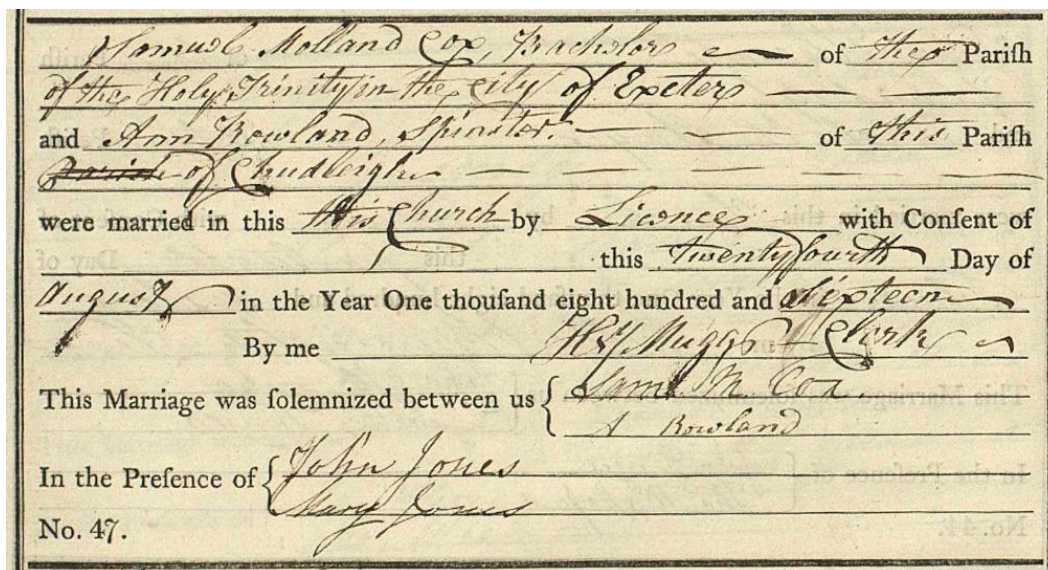 Samuel Molland Cox, Bachelor of the Pariſh
of the Holy Trinity in the City of Exeter
and Ann Rowland, Spinster. of this Pariſh
Parish of Chudleigh
were married in this this Church by Licence with Conſent of
this twenty fourth Day of
August in the Year One thouſand eight hundred and sixteen
By me Hy Clerk
This Marriage was ſolemnized between us Saml M Cox
A Rowland
In the Preſence of John Jones
Mary Jones
No. 47.